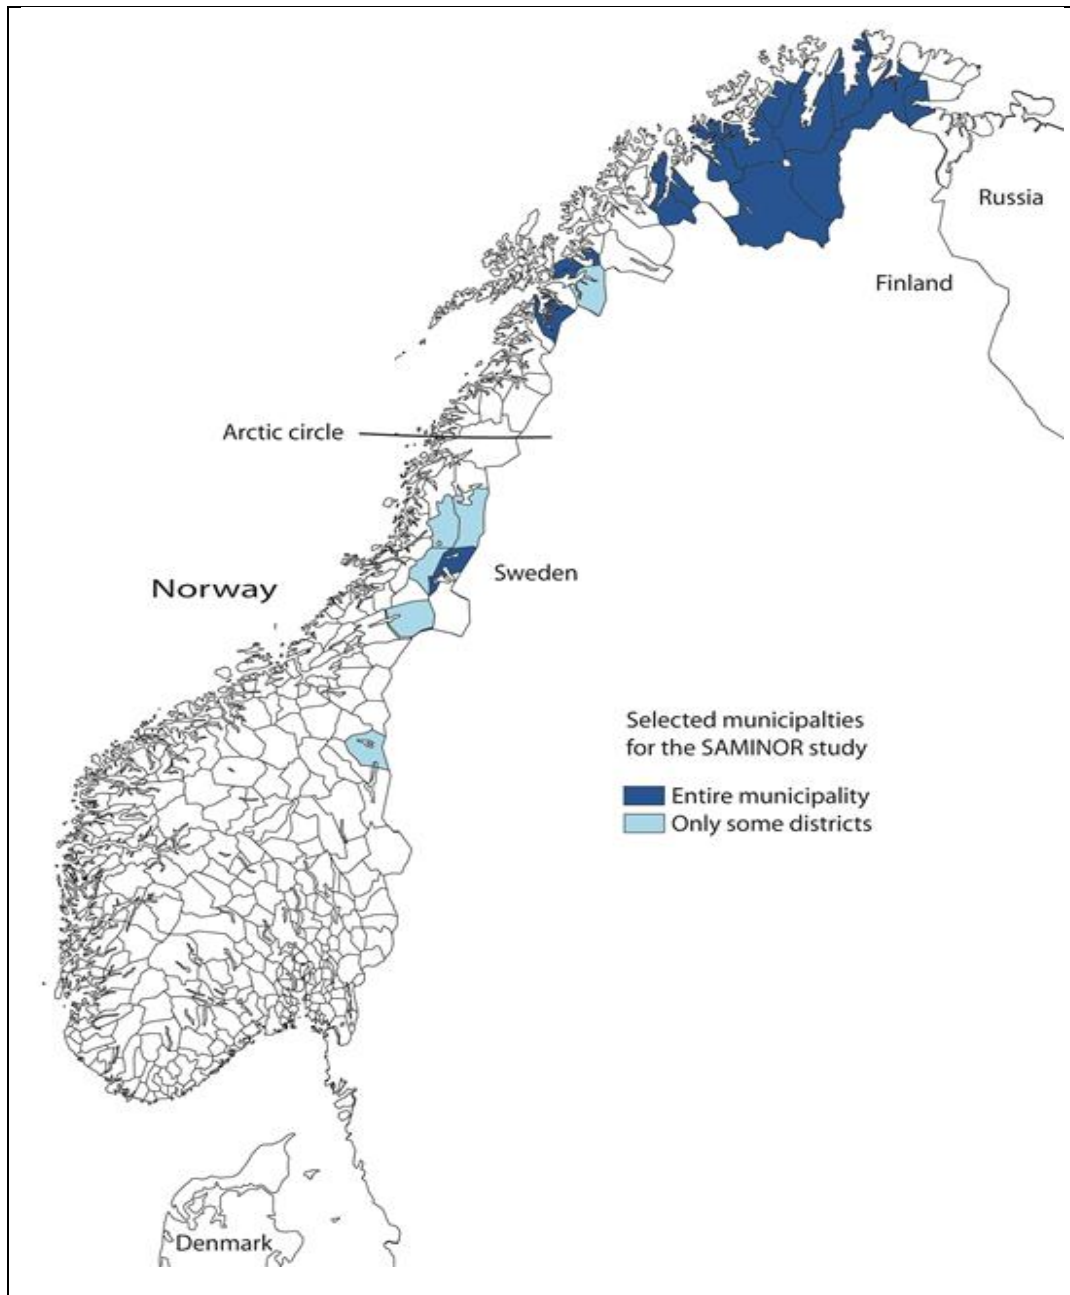 Russia
Finland
Arctic circle
Sweden
Norway
Selected municipalties
for the SAMINOR study
Entire municipality
Only some districts
Denmark